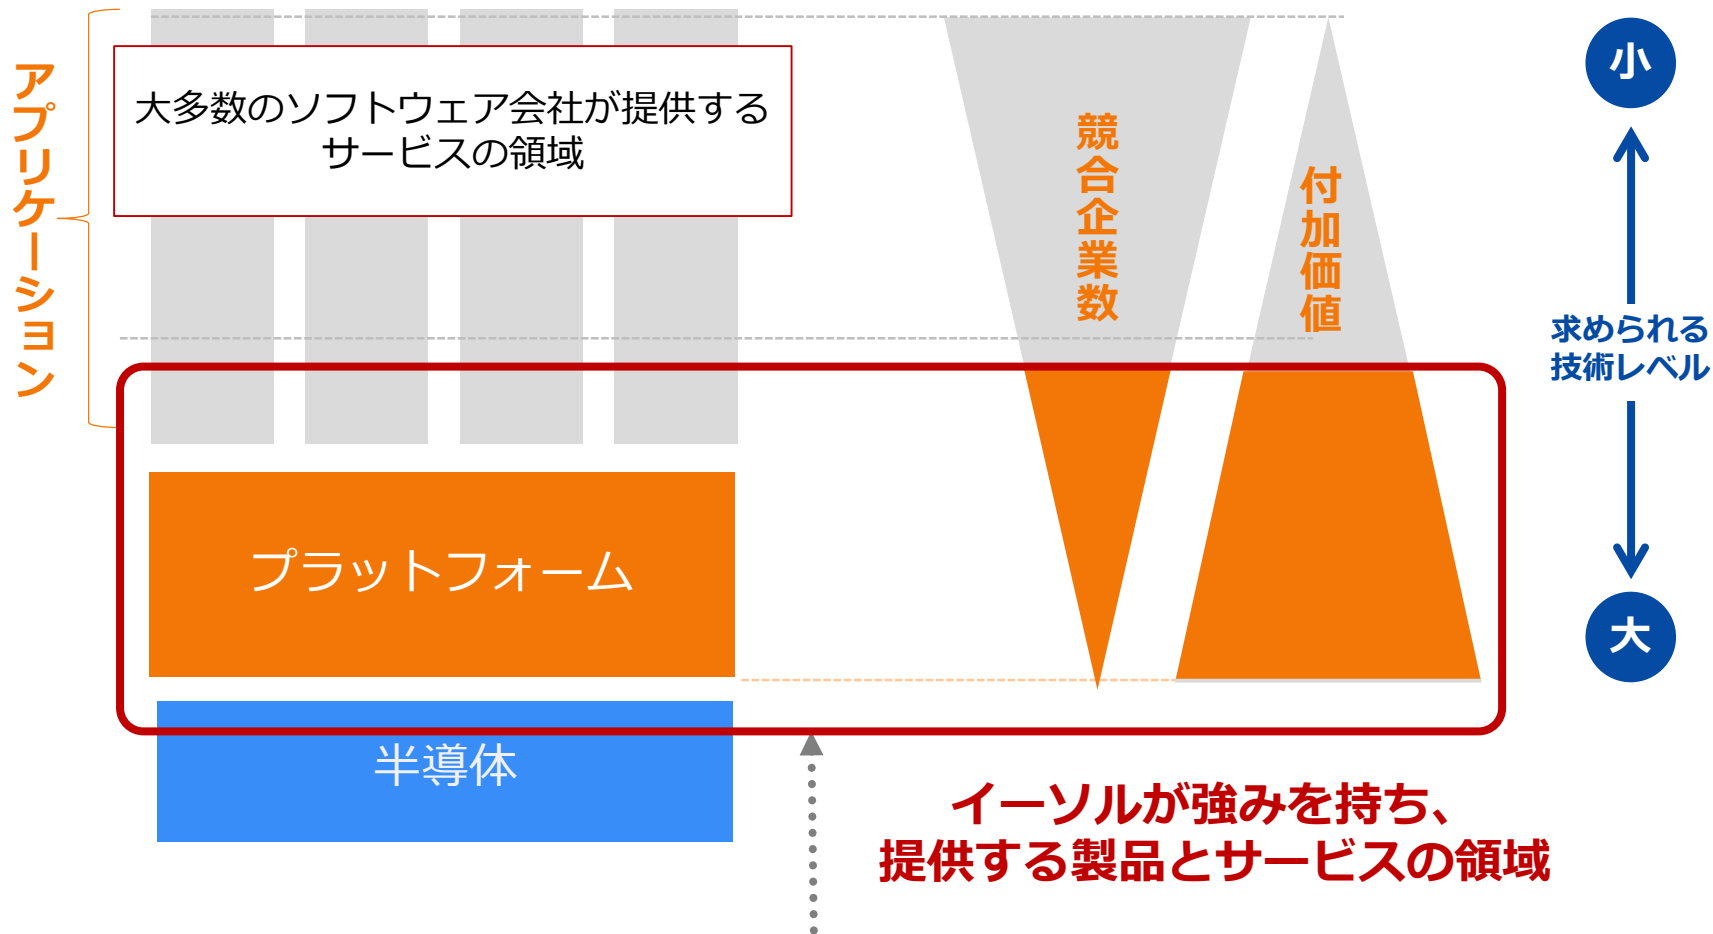 アプリケーション
大多数のソフトウェア会社が提供する
サービスの領域
競合企業数
付加価値
小
求められる
技術レベル
大
プラットフォーム
半導体
イーソルが強みを持ち、
提供する製品とサービスの領域